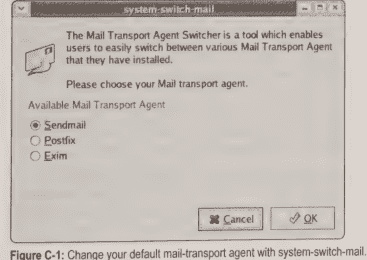 system-switch-mail
The Mail Transport Agent Switcher is a tool which enables
users to easily switch between various Mail Transport Agent
that they have installed.
Please choose your Mail transport agent.
Available Mail Transport Agent
Sendmail
Postfix
Exim
Cancel
OK
Figure C-1: Change your default mail-transport agent with system-switch-mail.